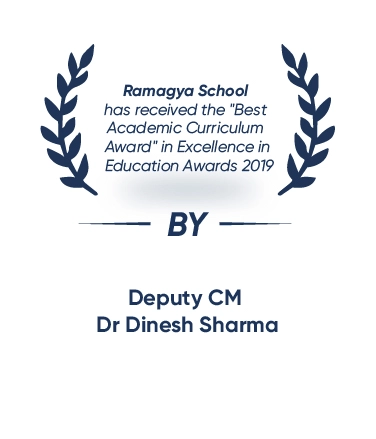 Ramagya School
has received the "Best
Academic Curriculum
Award" in Excellence in
Education Awards 2019
BY
Deputy CM
Dr Dinesh Sharma